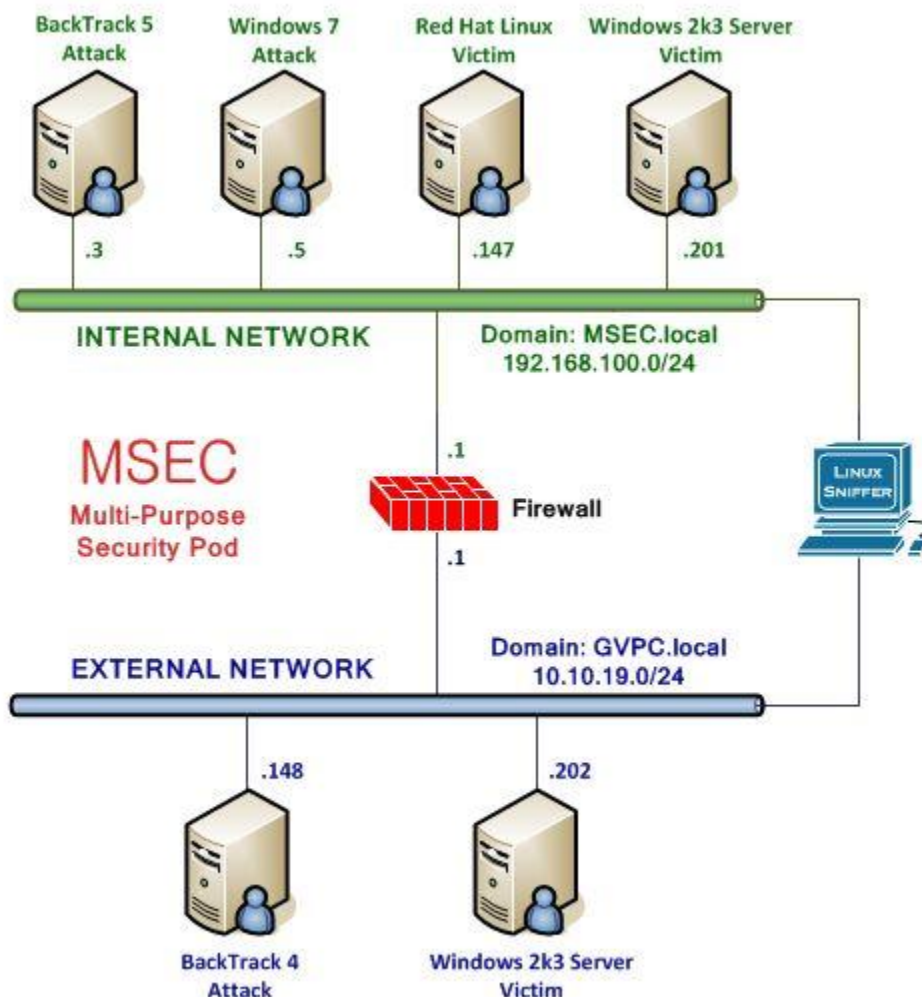 BackTrack 5
Attack
Windows 7
Attack
Red Hat Linux
Victim
Windows 2k3 Server
Victim
.3
.5
.147
.201
INTERNAL NETWORK
Domain: MSEC.local
192.168.100.0/24
MSEC
Multi-Purpose
Security Pod
.1
Firewall
.1
LINUX
SNIFFER
EXTERNAL NETWORK
Domain: GVPC.local
10.10.19.0/24
.148
.202
BackTrack 4
Attack
Windows 2k3 Server
Victim